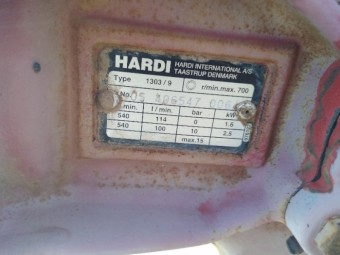 HARDI HARDI INTERNATIONAL A/S
TAASTRUP DENMARK
Type 1303 / 9 r/min.max. 700
No.
min. l / min. bar kW
540 114 0 1.6
540 100 10 2.5
max.15